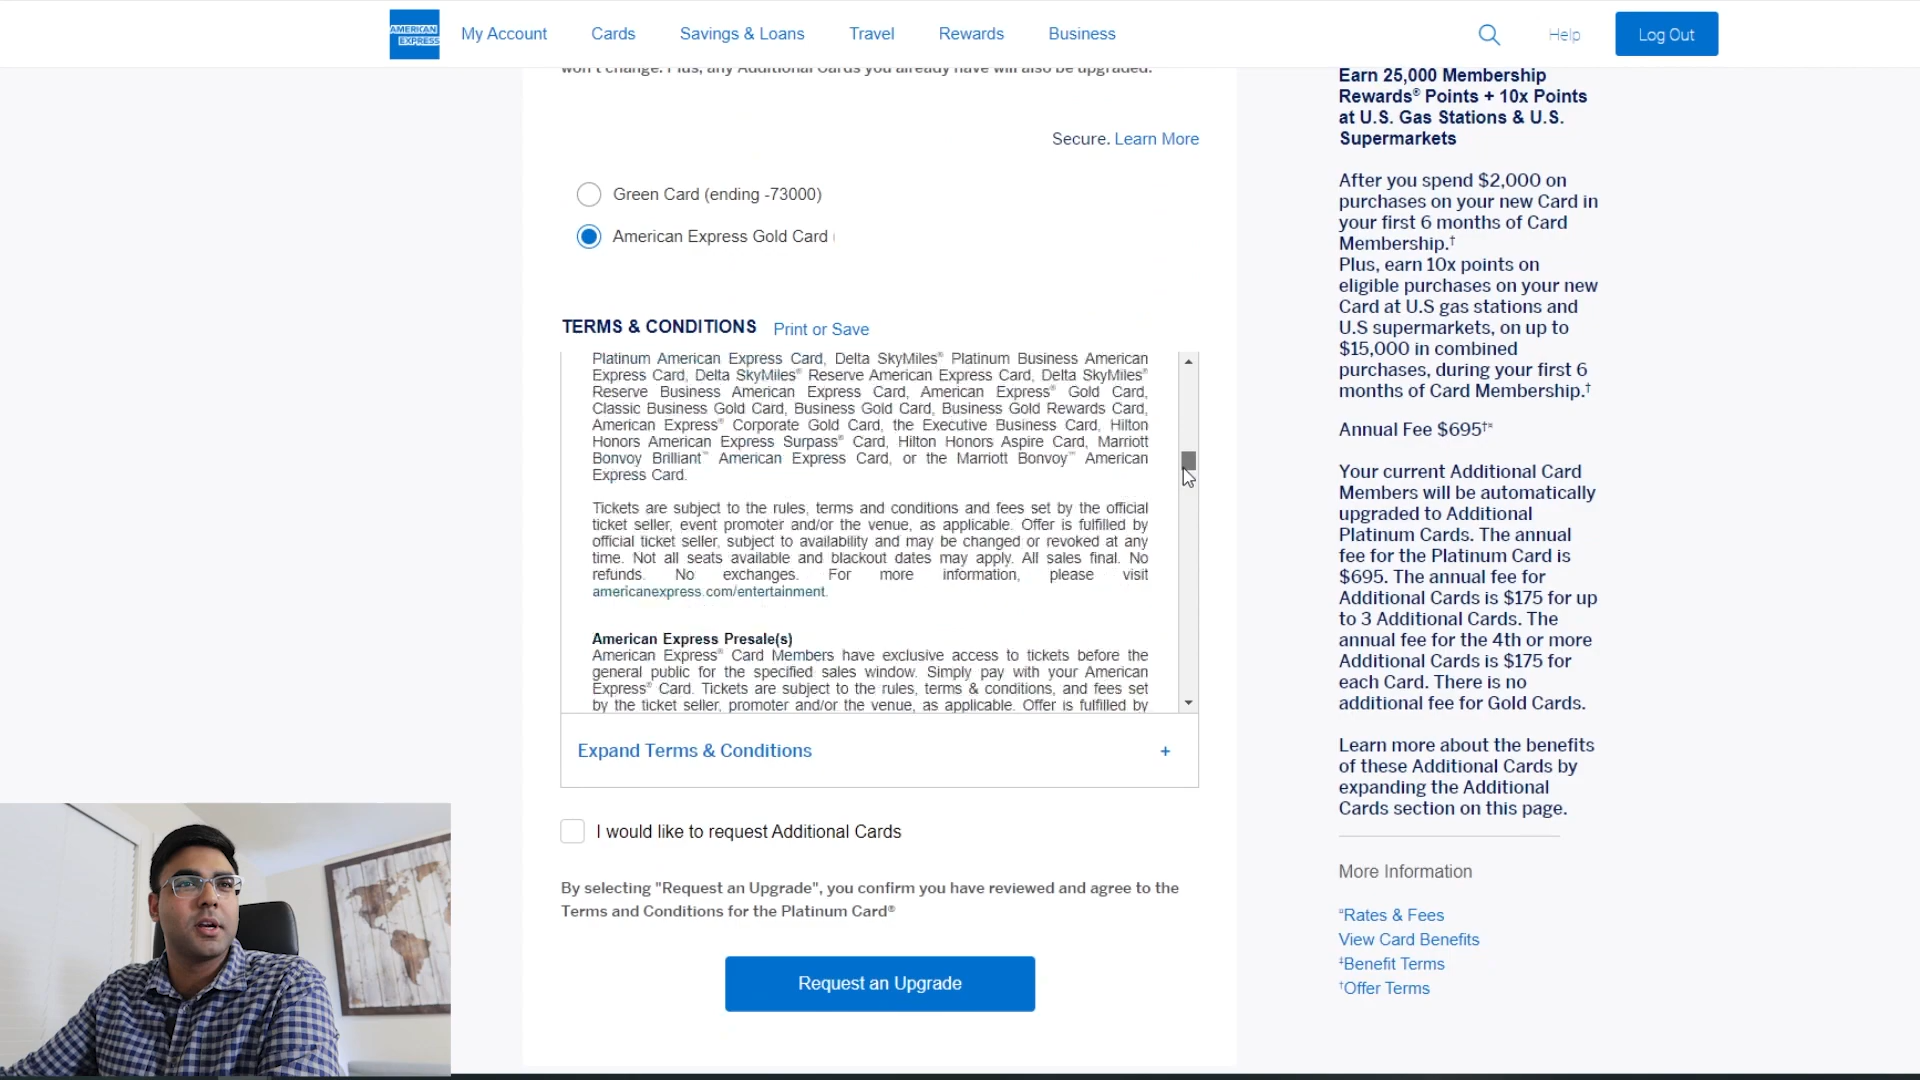 AMERICAN
EXPRESS
My Account
Cards
Savings & Loans
Travel
Rewards
Business
Help
Log Out
won't change. Plus, any Additional Cards you already have will also be upgraded.
Secure. Learn More
Green Card (ending -73000)
American Express Gold Card
TERMS & CONDITIONS
Print or Save
Platinum American Express Card, Delta SkyMiles® Platinum Business American
Express Card, Delta SkyMiles® Reserve American Express Card, Delta SkyMiles®
Reserve Business American Express Card, American Express® Gold Card,
Classic Business Gold Card, Business Gold Card, Business Gold Rewards Card,
American Express® Corporate Gold Card, the Executive Business Card, Hilton
Honors American Express Surpass® Card, Hilton Honors Aspire Card, Marriott
Bonvoy Brilliant™ American Express Card, or the Marriott Bonvoy™ American
Express Card.
Tickets are subject to the rules, terms and conditions and fees set by the official
ticket seller, event promoter and/or the venue, as applicable. Offer is fulfilled by
official ticket seller, subject to availability and may be changed or revoked at any
time. Not all seats available and blackout dates may apply. All sales final. No
refunds. No exchanges. For more information, please visit
americanexpress.com/entertainment.
American Express Presale(s)
American Express® Card Members have exclusive access to tickets before the
general public for the specified sales window. Simply pay with your American
Express® Card. Tickets are subject to the rules, terms & conditions, and fees set
by the ticket seller, promoter and/or the venue, as applicable. Offer is fulfilled by
Expand Terms & Conditions +
I would like to request Additional Cards
By selecting "Request an Upgrade", you confirm you have reviewed and agree to the
Terms and Conditions for the Platinum Card®
Request an Upgrade
Earn 25,000 Membership
Rewards® Points + 10x Points
at U.S. Gas Stations & U.S.
Supermarkets
After you spend $2,000 on
purchases on your new Card in
your first 6 months of Card
Membership.†
Plus, earn 10x points on
eligible purchases on your new
Card at U.S gas stations and
U.S supermarkets, on up to
$15,000 in combined
purchases, during your first 6
months of Card Membership.†
Annual Fee $695†¤
Your current Additional Card
Members will be automatically
upgraded to Additional
Platinum Cards. The annual
fee for the Platinum Card is
$695. The annual fee for
Additional Cards is $175 for up
to 3 Additional Cards. The
annual fee for the 4th or more
Additional Cards is $175 for
each Card. There is no
additional fee for Gold Cards.
Learn more about the benefits
of these Additional Cards by
expanding the Additional
Cards section on this page.
More Information
¤Rates & Fees
View Card Benefits
‡Benefit Terms
†Offer Terms